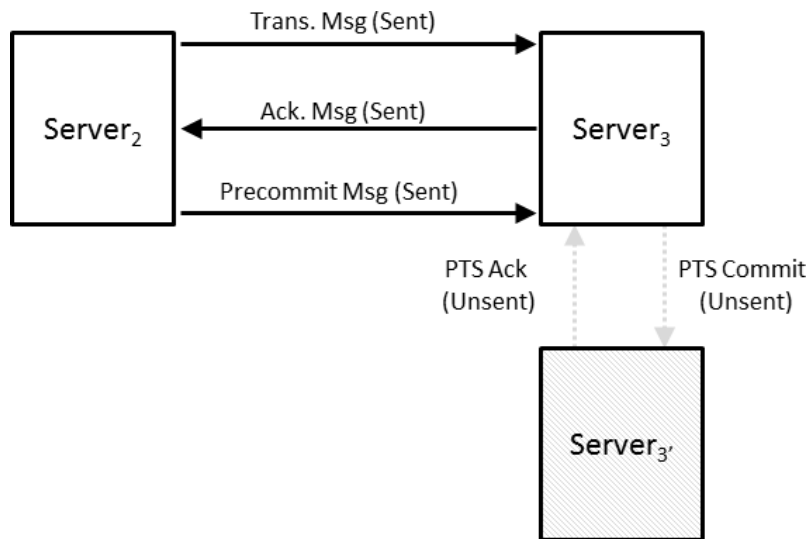 Trans. Msg (Sent)
Server2
Ack. Msg (Sent)
Server3
Precommit Msg (Sent)
PTS Ack
(Unsent)
PTS Commit
(Unsent)
Server3'